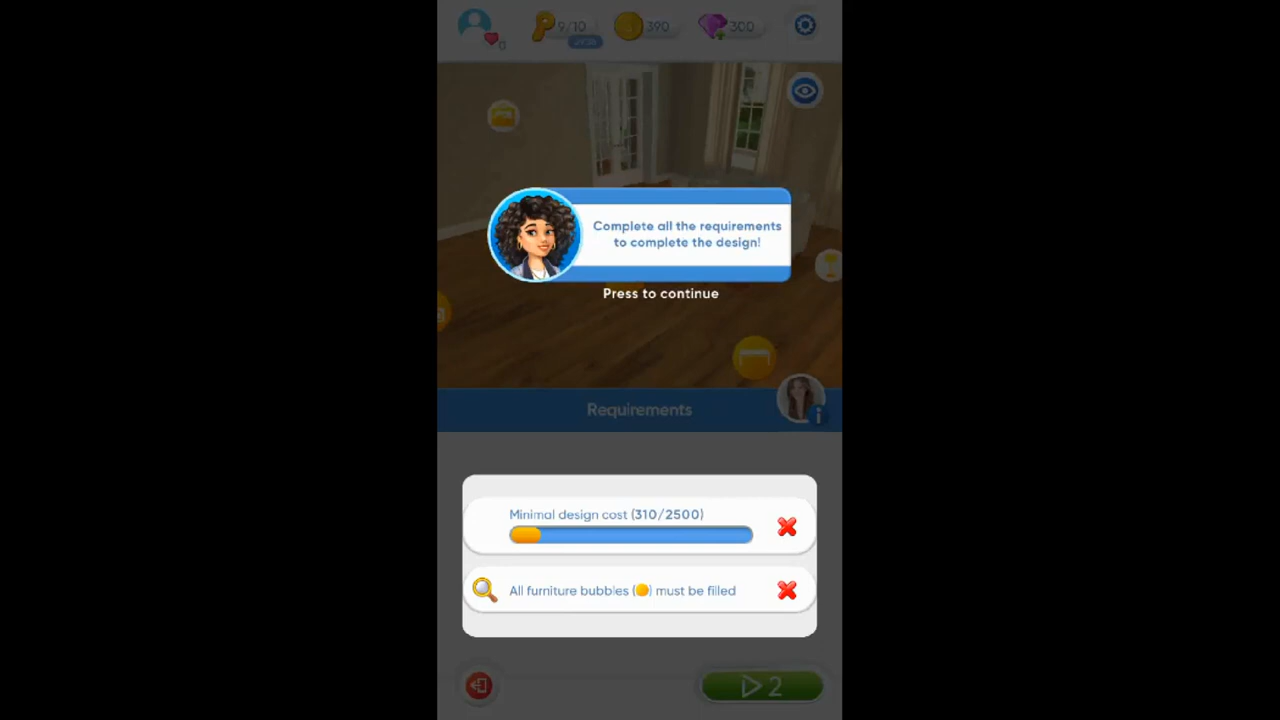 0
9/10
390
300
Complete all the requirements
to complete the design!
Press to continue
Requirements
i
Minimal design cost (310/2500)
All furniture bubbles ( ) must be filled
2